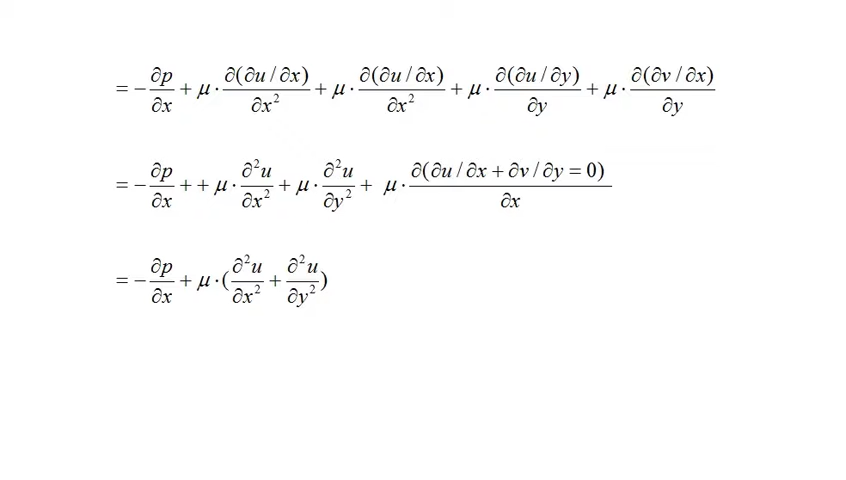 = −∂p/∂x + μ · ∂(∂u / ∂x)/∂x² + μ · ∂(∂u / ∂x)/∂x² + μ · ∂(∂u / ∂y)/∂y + μ · ∂(∂v / ∂x)/∂y
= −∂p/∂x + + μ · ∂²u/∂x² + μ · ∂²u/∂y² + μ · ∂(∂u / ∂x + ∂v / ∂y = 0)/∂x
= −∂p/∂x + μ · (∂²u/∂x² + ∂²u/∂y²)